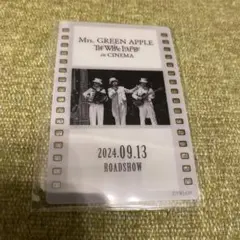 Mrs. GREEN APPLE
The White Lounge
in CINEMA
2024.09.13
ROADSHOW